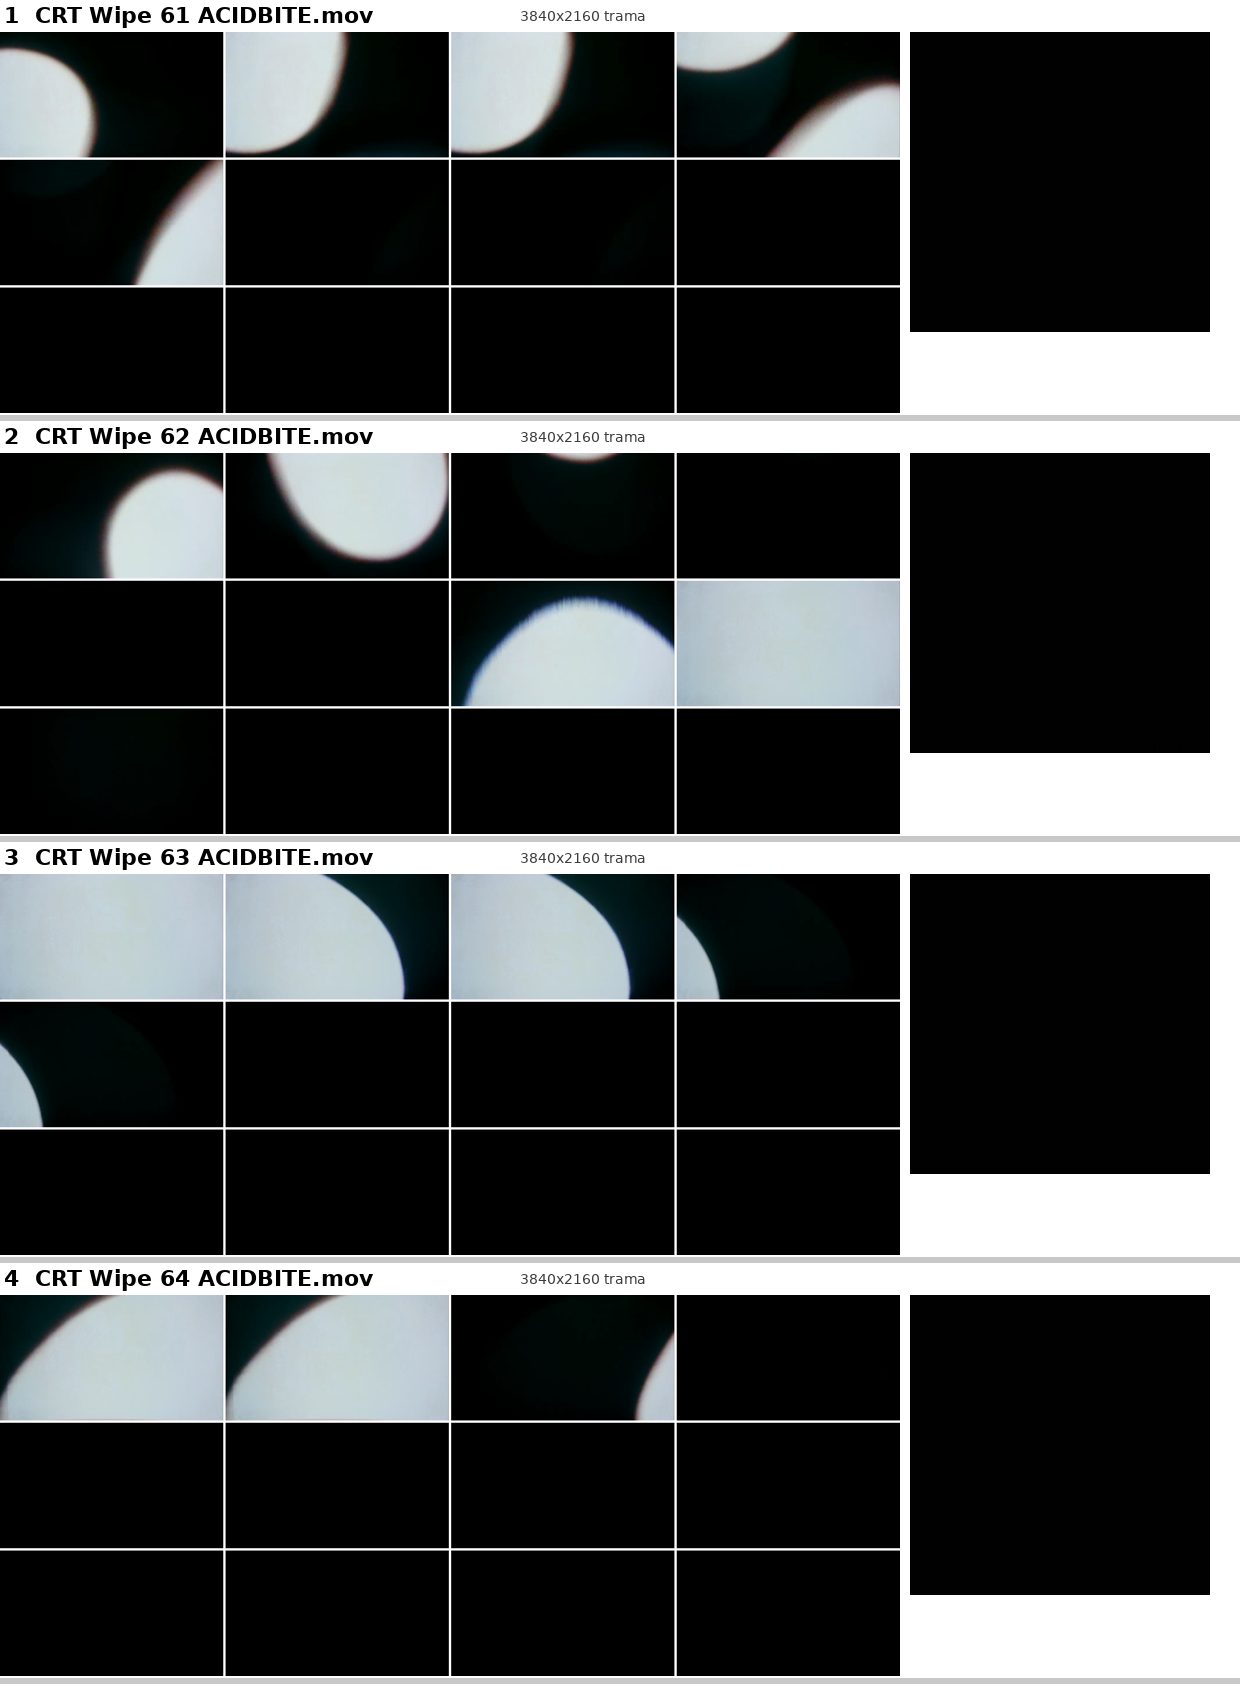 1 CRT Wipe 61 ACIDBITE.mov 3840x2160 trama
2 CRT Wipe 62 ACIDBITE.mov 3840x2160 trama
3 CRT Wipe 63 ACIDBITE.mov 3840x2160 trama
4 CRT Wipe 64 ACIDBITE.mov 3840x2160 trama